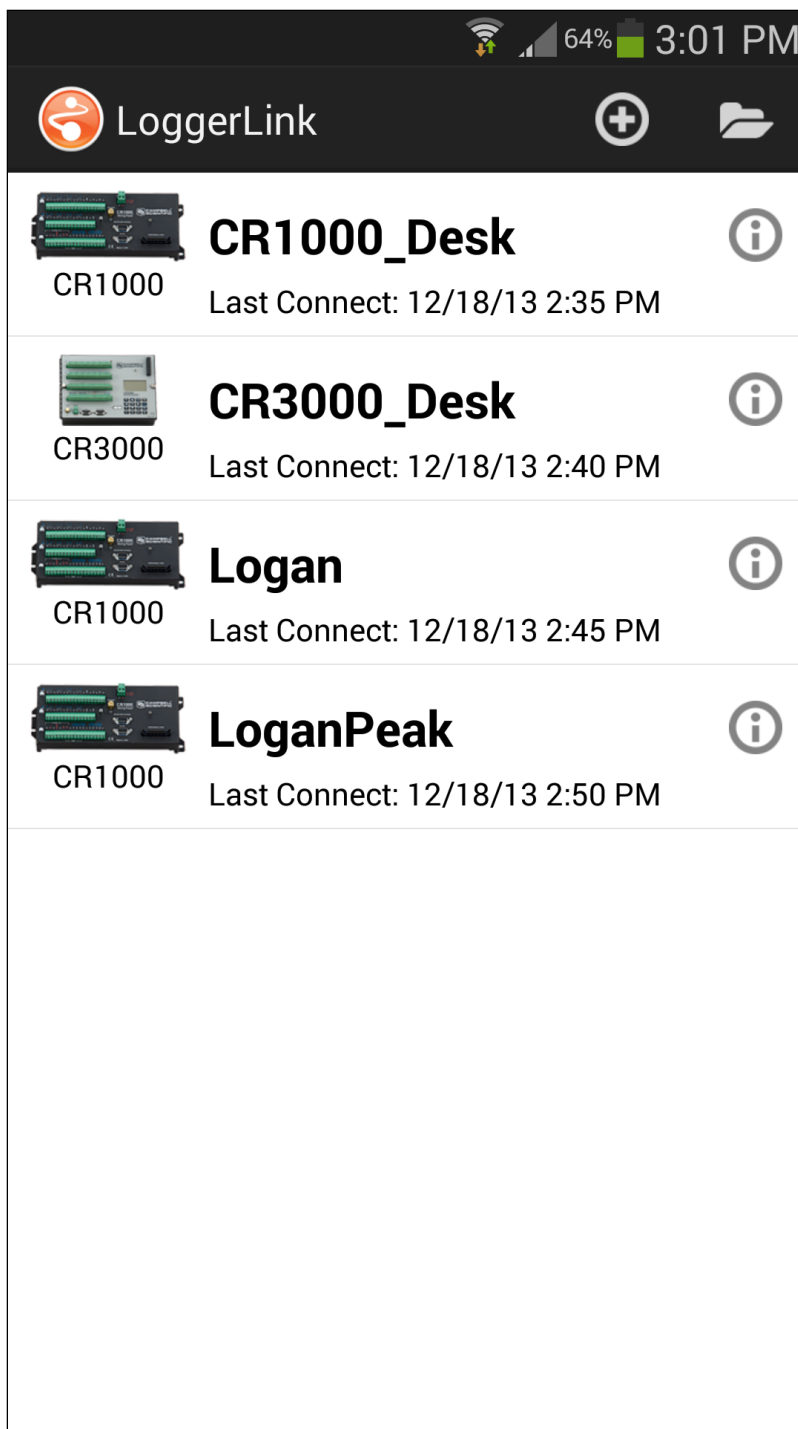 64% 3:01 PM
LoggerLink
CR1000_Desk
CR1000
Last Connect: 12/18/13 2:35 PM
CR3000_Desk
CR3000
Last Connect: 12/18/13 2:40 PM
Logan
CR1000
Last Connect: 12/18/13 2:45 PM
LoganPeak
CR1000
Last Connect: 12/18/13 2:50 PM